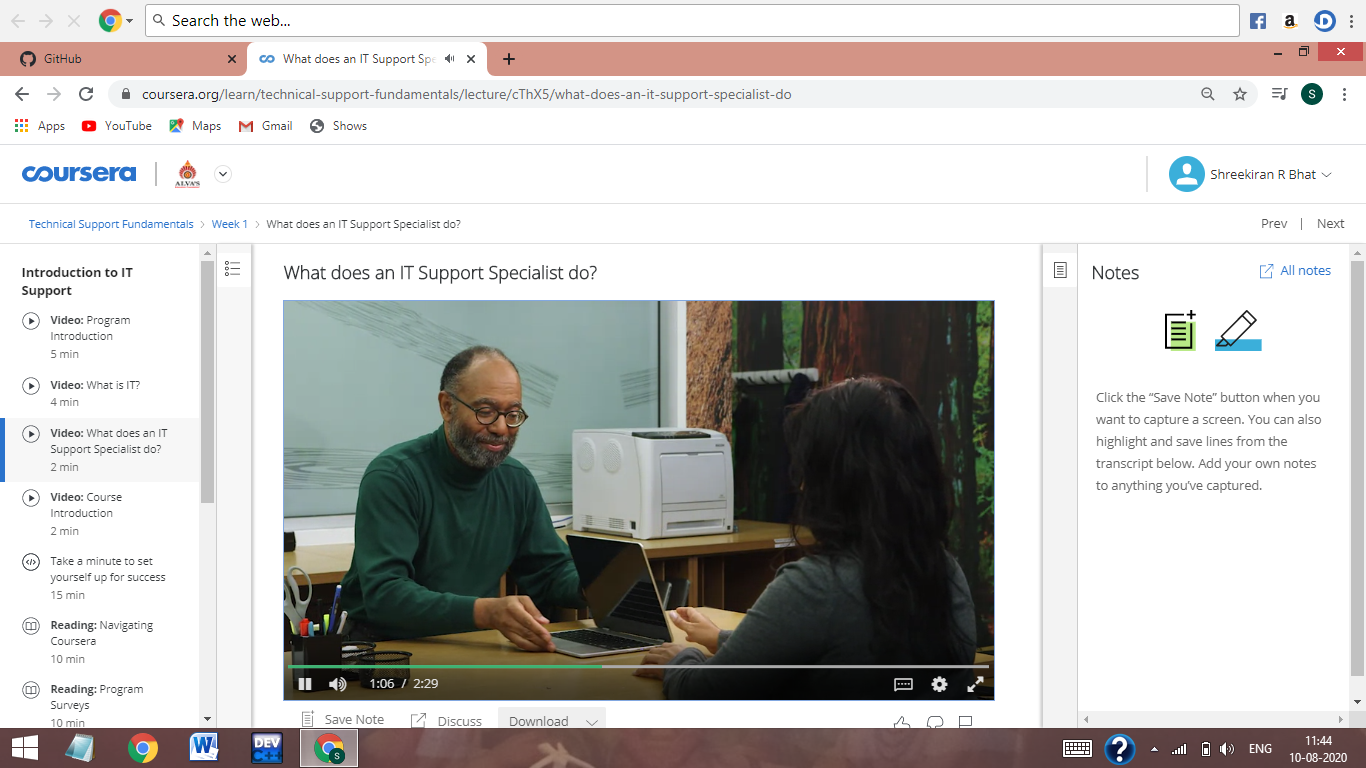 Search the web...
GitHub
What does an IT Support Spe
coursera.org/learn/technical-support-fundamentals/lecture/cThX5/what-does-an-it-support-specialist-do
S
Apps
YouTube
Maps
Gmail
Shows
coursera
ALVA'S
Shreekiran R Bhat
Technical Support Fundamentals
Week 1
What does an IT Support Specialist do?
Prev | Next
Introduction to IT
Support
Video: Program
Introduction
5 min
Video: What is IT?
4 min
Video: What does an IT
Support Specialist do?
2 min
Video: Course
Introduction
2 min
Take a minute to set
yourself up for success
15 min
Reading: Navigating
Coursera
10 min
Reading: Program
Surveys
10 min
What does an IT Support Specialist do?
1:06 / 2:29
Save Note
Discuss
Download
Notes
All notes
Click the “Save Note” button when you
want to capture a screen. You can also
highlight and save lines from the
transcript below. Add your own notes
to anything you’ve captured.
DEV
C++
S
ENG
11:44
10-08-2020